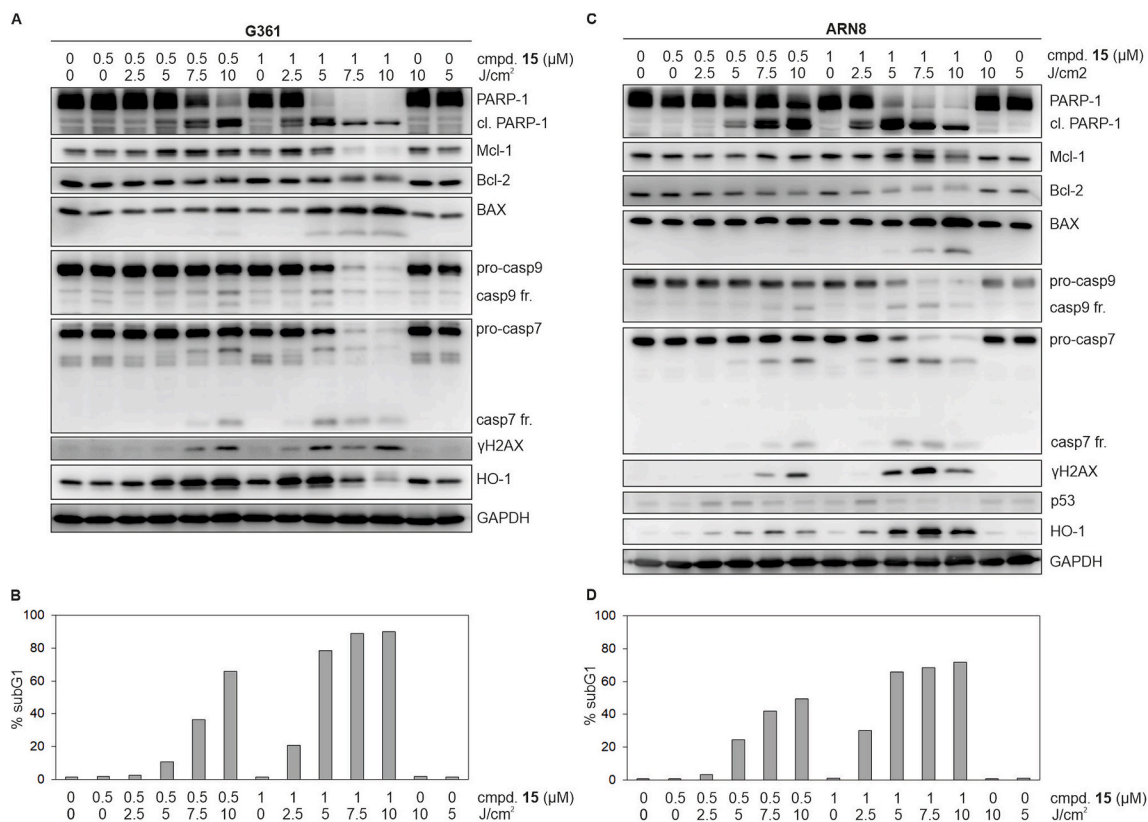 A
G361
0 0.5 0.5 0.5 0.5 0.5 1 1 1 1 1 0 0 cmpd. 15 (µM)
0 0 2.5 5 7.5 10 0 2.5 5 7.5 10 10 5 J/cm²
PARP-1
cl. PARP-1
Mcl-1
Bcl-2
BAX
pro-casp9
casp9 fr.
pro-casp7
casp7 fr.
γH2AX
HO-1
GAPDH
B
% subG1
100
80
60
40
20
0
0 0.5 0.5 0.5 0.5 0.5 1 1 1 1 1 0 0 cmpd. 15 (µM)
0 0 2.5 5 7.5 10 0 2.5 5 7.5 10 10 5 J/cm²
C
ARN8
0 0.5 0.5 0.5 0.5 0.5 1 1 1 1 1 0 0 cmpd. 15 (µM)
0 0 2.5 5 7.5 10 0 2.5 5 7.5 10 10 5 J/cm2
PARP-1
cl. PARP-1
Mcl-1
Bcl-2
BAX
pro-casp9
casp9 fr.
pro-casp7
casp7 fr.
γH2AX
p53
HO-1
GAPDH
D
% subG1
100
80
60
40
20
0
0 0.5 0.5 0.5 0.5 0.5 1 1 1 1 1 0 0 cmpd. 15 (µM)
0 0 2.5 5 7.5 10 0 2.5 5 7.5 10 10 5 J/cm²